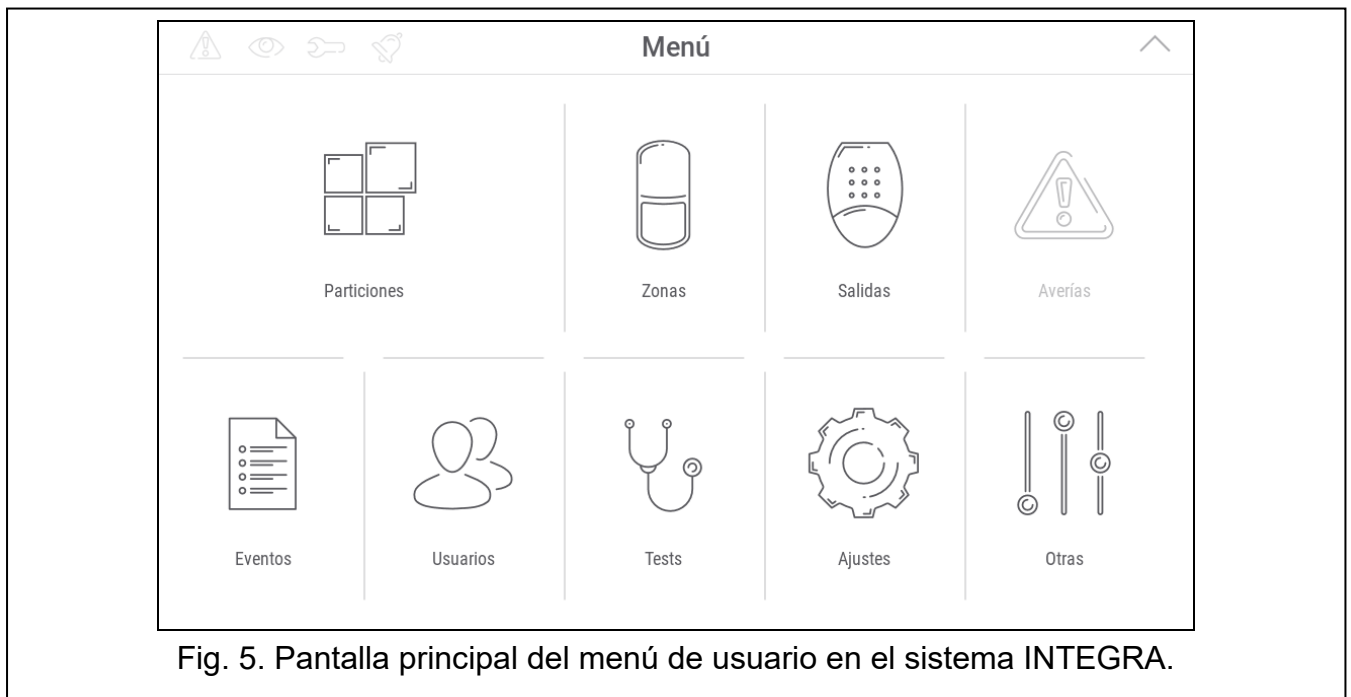 Menú
Particiones
Zonas
Salidas
Averías
Eventos
Usuarios
Tests
Ajustes
Otras
Fig. 5. Pantalla principal del menú de usuario en el sistema INTEGRA.